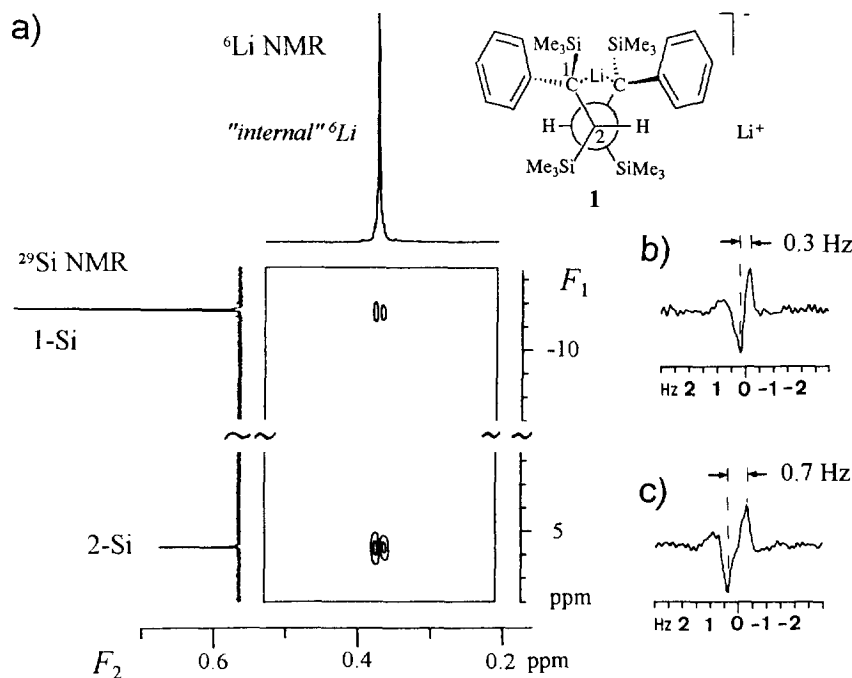 a)
⁶Li NMR
"internal" ⁶Li
²⁹Si NMR
1-Si
2-Si
F₁
-10
5
ppm
F₂
0.6
0.4
0.2
ppm
Me₃Si
SiMe₃
1
Li
C
C
H
H
2
Me₃Si
SiMe₃
Li⁺
1
b)
0.3 Hz
Hz 2 1 0 -1 -2
c)
0.7 Hz
Hz 2 1 0 -1 -2